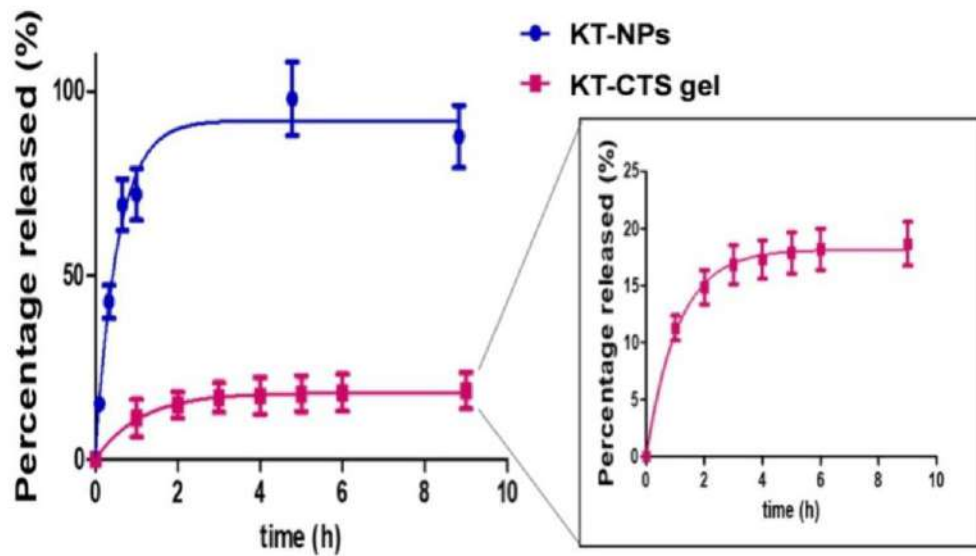 KT-NPs
KT-CTS gel
Percentage released (%)
100
50
0
0 2 4 6 8 10
time (h)
Percentage released (%)
25
20
15
10
5
0
0 2 4 6 8 10
time (h)